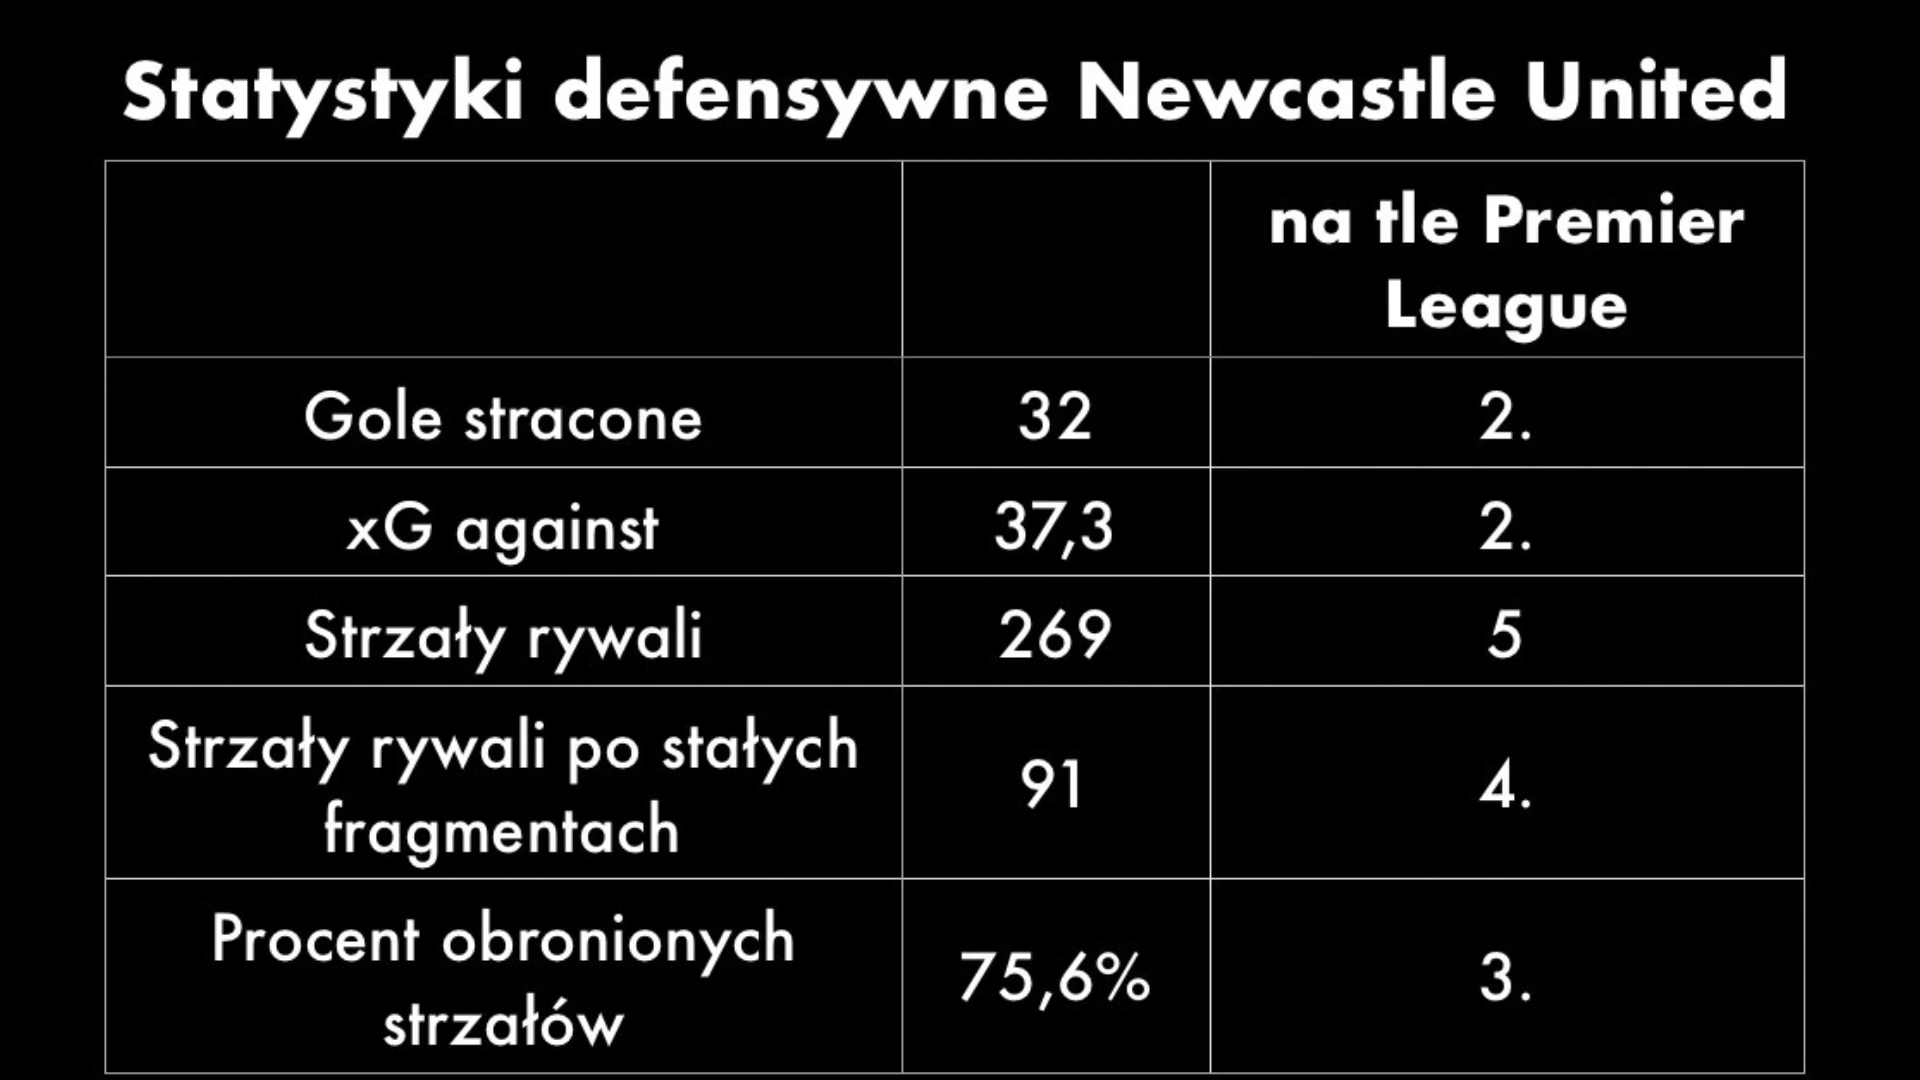 Statystyki defensywne Newcastle United
na tle Premier
League
Gole stracone 32 2.
xG against 37,3 2.
Strzały rywali 269 5
Strzały rywali po stałych
fragmentach 91 4.
Procent obronionych
strzałów 75,6% 3.